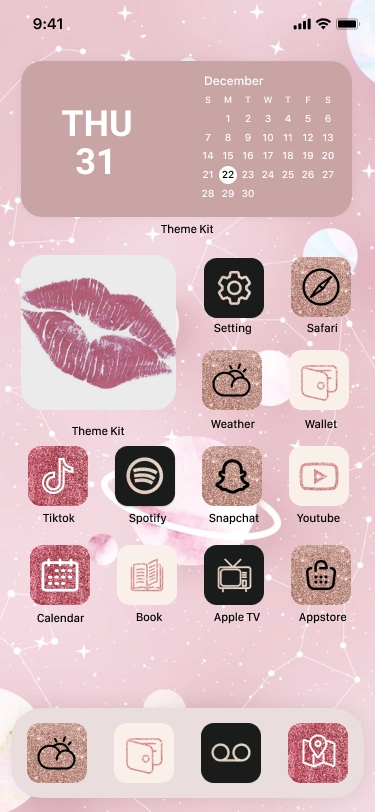 9:41
THU
31
December
S M T W T F S
1 2 3 4 5 6
7 8 9 10 11 12 13
14 15 16 17 18 19 20
21 22 23 24 25 26 27
28 29 30
Theme Kit
Theme Kit
Setting
Safari
Weather
Wallet
Tiktok
Spotify
Snapchat
Youtube
Calendar
Book
Apple TV
Appstore